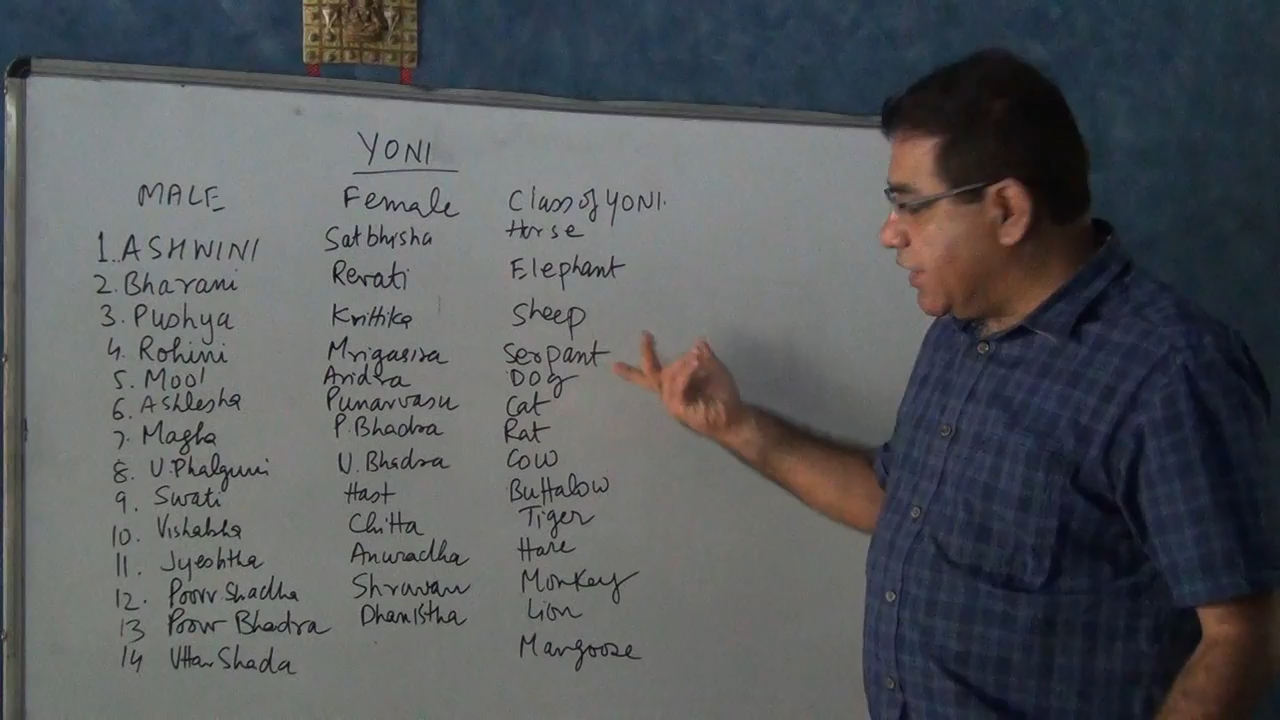 YONI
MALE Female Class of YONI.
1. ASHWINI Satbhisha Horse
2. Bharani Revati Elephant
3. Pushya Krittika Sheep
4. Rohini Mrigasira Serpant
5. Mool Aridra DOg
6. Ashlesha Punarvasu Cat
7. Magha P. Bhadra Rat
8. U. Phalguni U. Bhadra COW
9. Swati Hast Buffalow
10. Vishakha Chitta Tiger
11. Jyeshtha Anuradha Hare
12. Poorv Shadha Shravan Monkey
13 Poorv Bhadra Dhanistha Lion
14 Uttar Shada Mangoose